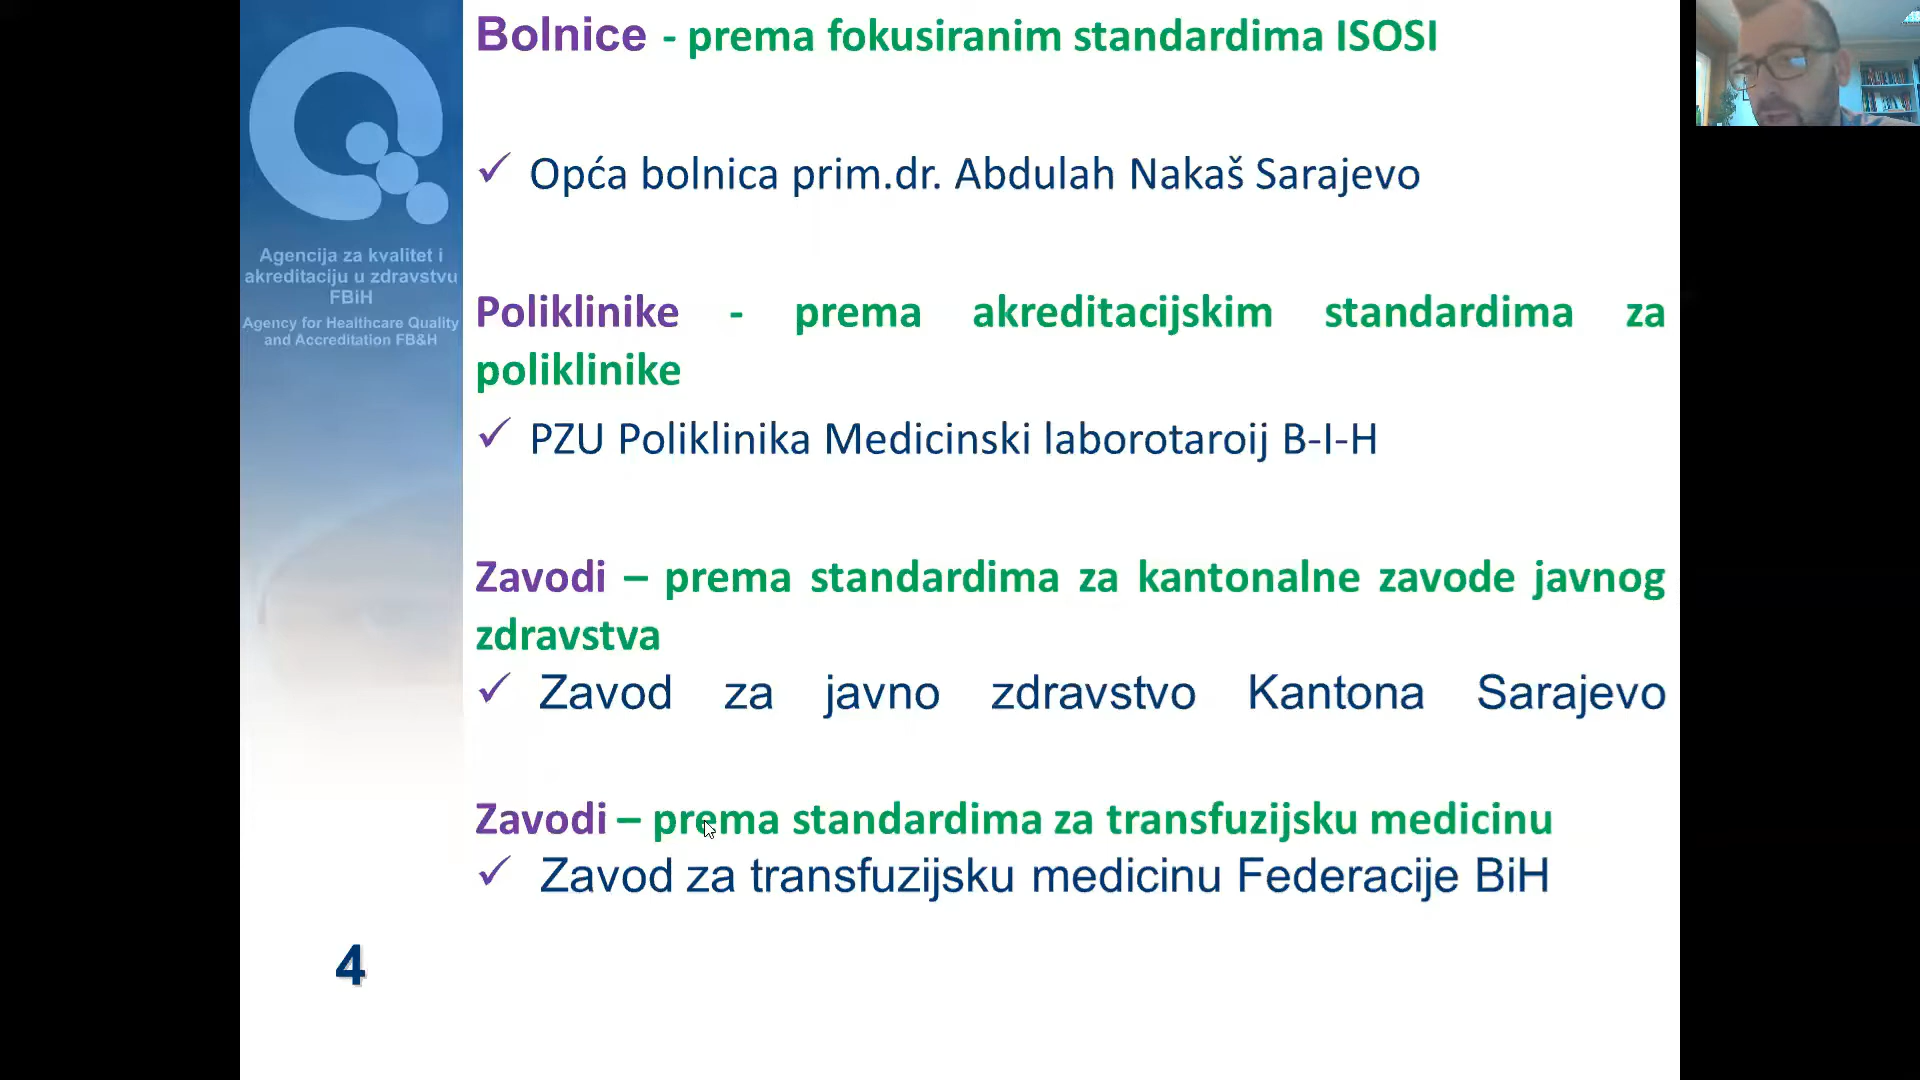 Agencija za kvalitet i
akreditaciju u zdravstvu
FBiH
Agency for Healthcare Quality
and Accreditation FB&H
Bolnice - prema fokusiranim standardima ISOSI
✓ Opća bolnica prim.dr. Abdulah Nakaš Sarajevo
Poliklinike - prema akreditacijskim standardima za
poliklinike
✓ PZU Poliklinika Medicinski laborotaroij B-I-H
Zavodi – prema standardima za kantonalne zavode javnog
zdravstva
✓ Zavod za javno zdravstvo Kantona Sarajevo
Zavodi – prema standardima za transfuzijsku medicinu
✓ Zavod za transfuzijsku medicinu Federacije BiH
4